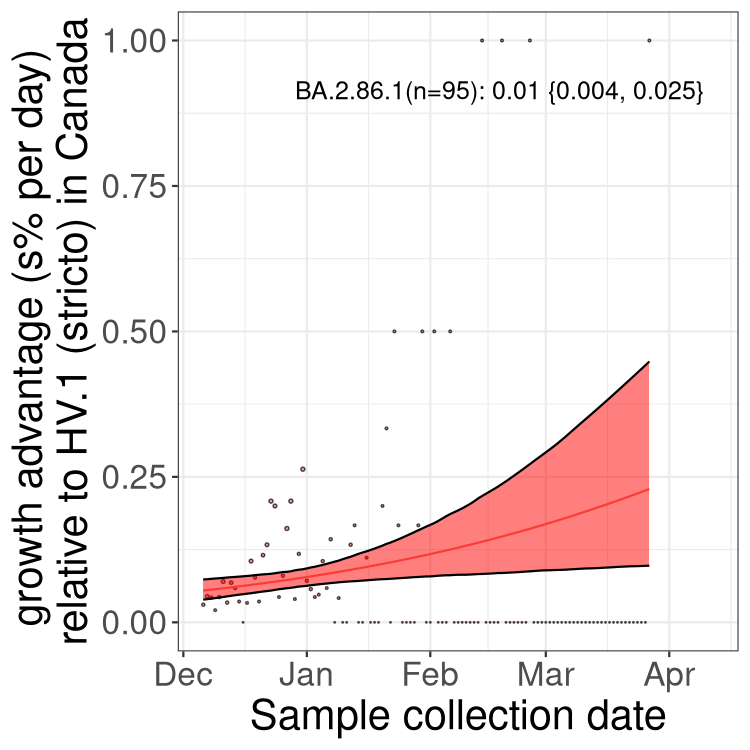 growth advantage (s% per day)
relative to HV.1 (stricto) in Canada
1.00
0.75
0.50
0.25
0.00
BA.2.86.1(n=95): 0.01 {0.004, 0.025}
Dec Jan Feb Mar Apr
Sample collection date